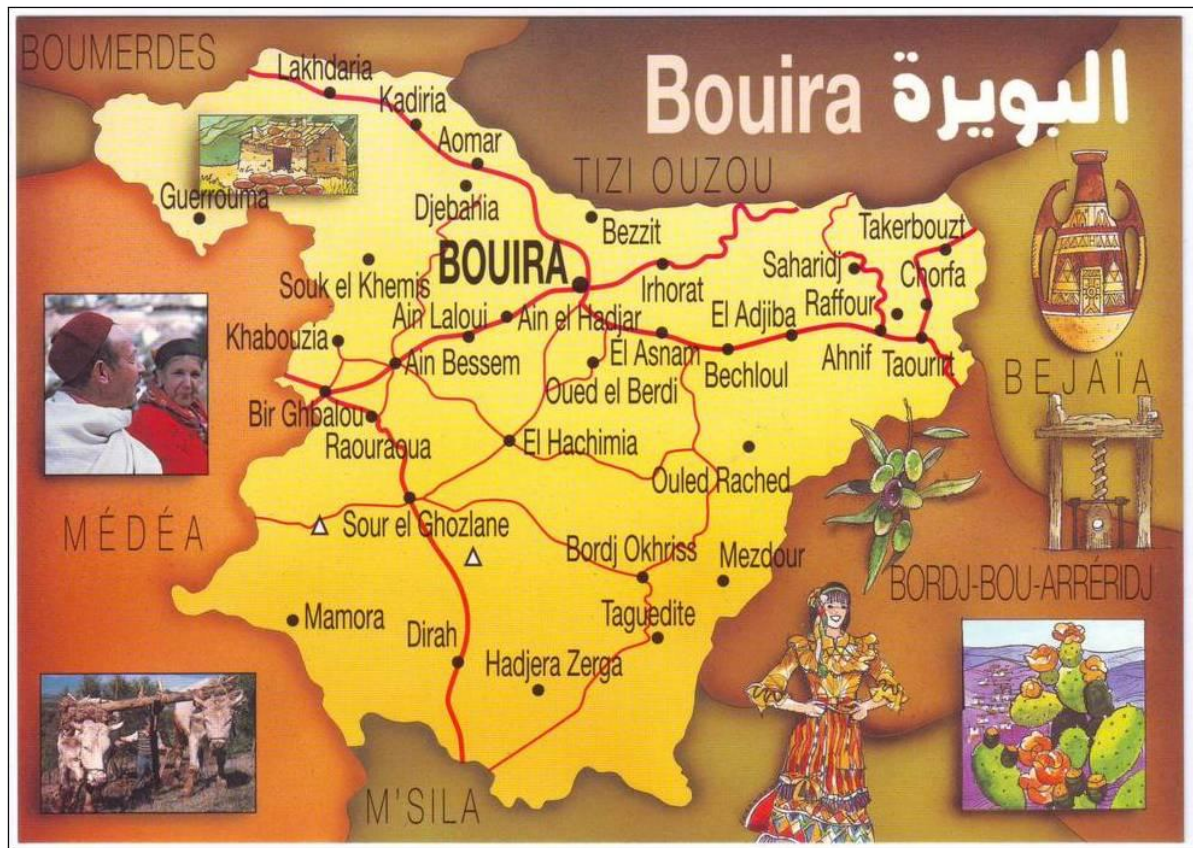 BOUMERDES
Bouira البويرة
Lakhdaria
Kadiria
Aomar
TIZI OUZOU
Guerrouma
Djebahia
Bezzit
Takerbouzt
BOUIRA
Souk el Khemis
Irhorat
Saharidj
Chorfa
Raffour
Ain Laloui
Ain el Hadjar
El Adjiba
Khabouzia
Ain Bessem
El Asnam
Bechloul
Ahnif
Taourirt
BEJAÏA
Oued el Berdi
Bir Ghbalou
Raouraoua
El Hachimia
Ouled Rached
MÉDÉA
Sour el Ghozlane
Bordj Okhriss
Mezdour
BORDJ-BOU-ARRÉRIDJ
Mamora
Taguedite
Dirah
Hadjera Zerga
M'SILA